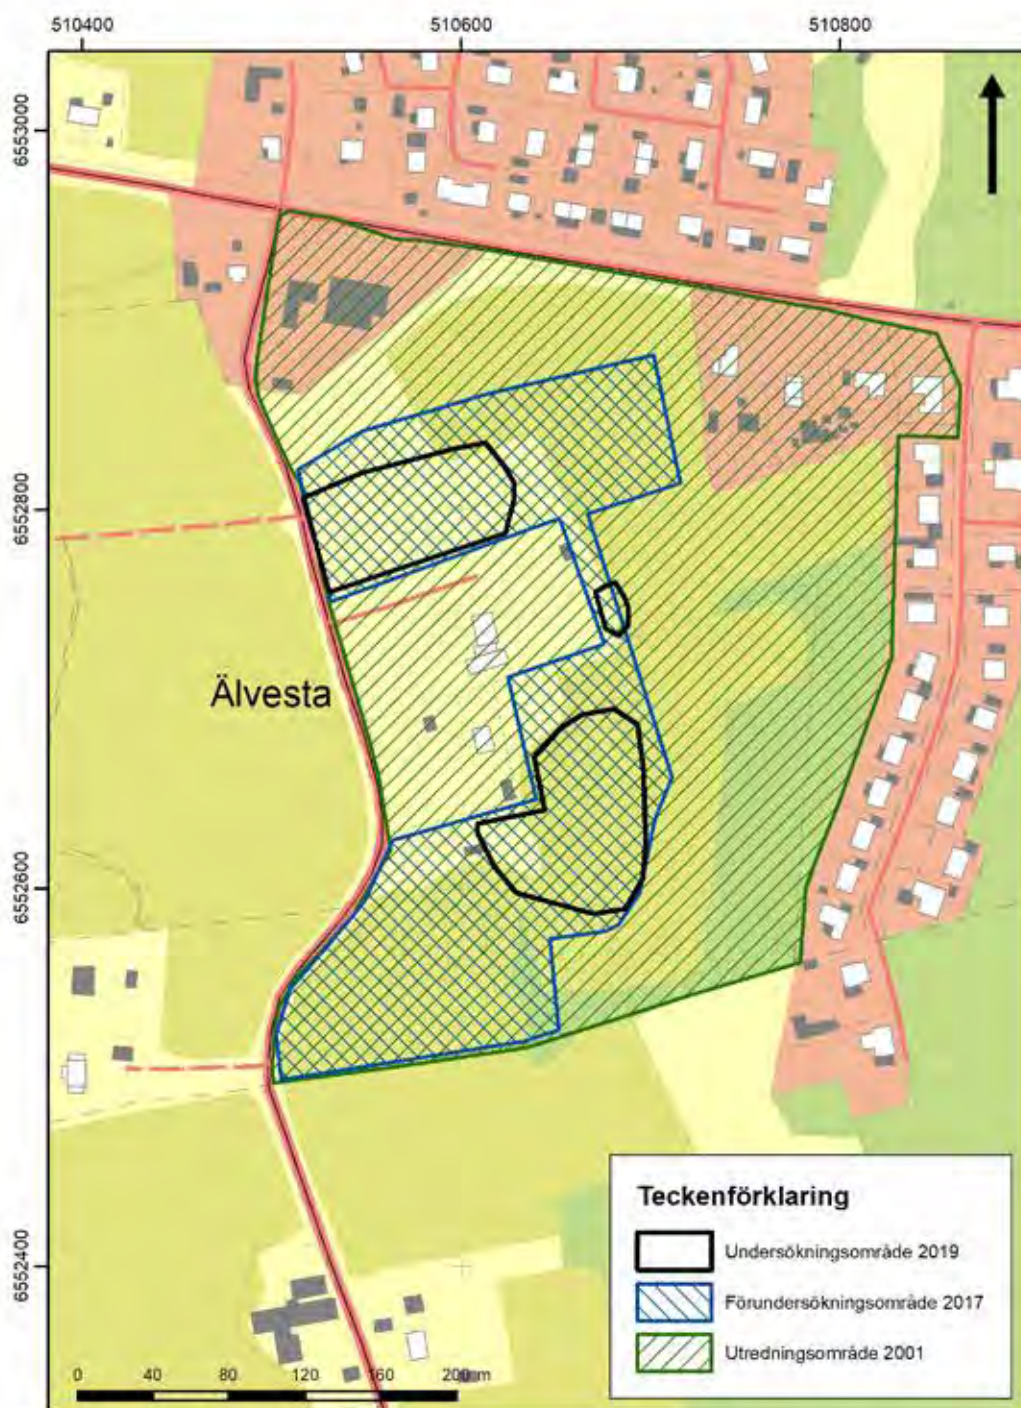 510400 510600 510800
6553000
6552800
Älvesta
6552600
6552400
Teckenförklaring
Undersökningsområde 2019
Förundersökningsområde 2017
Utredningsområde 2001
0 40 80 120 160 200 m